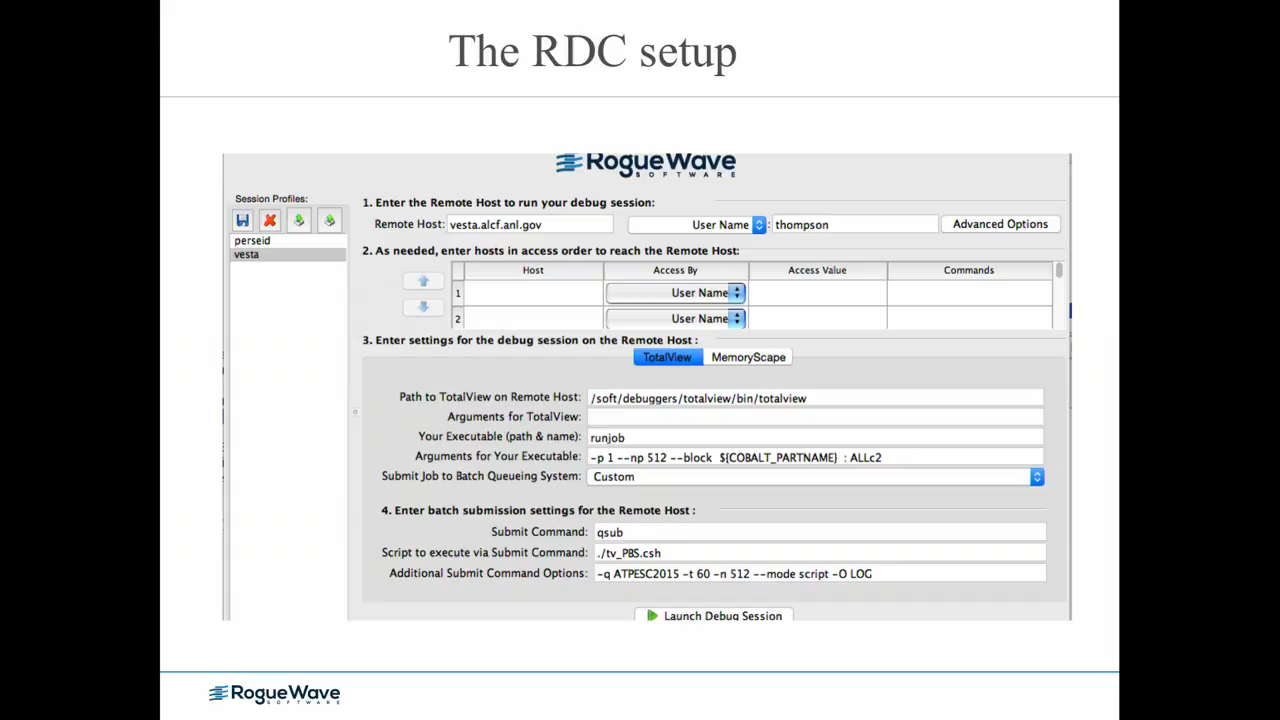 The RDC setup
RogueWave
SOFTWARE
Session Profiles:
perseid
vesta
1. Enter the Remote Host to run your debug session:
Remote Host: vesta.alcf.anl.gov User Name : thompson Advanced Options
2. As needed, enter hosts in access order to reach the Remote Host:
Host Access By Access Value Commands
1 User Name
2 User Name
3. Enter settings for the debug session on the Remote Host :
TotalView MemoryScape
Path to TotalView on Remote Host: /soft/debuggers/totalview/bin/totalview
Arguments for TotalView:
Your Executable (path & name): runjob
Arguments for Your Executable: -p 1 --np 512 --block ${COBALT_PARTNAME} : ALLc2
Submit Job to Batch Queueing System: Custom
4. Enter batch submission settings for the Remote Host :
Submit Command: qsub
Script to execute via Submit Command: ./tv_PBS.csh
Additional Submit Command Options: -q ATPESC2015 -t 60 -n 512 --mode script -O LOG
Launch Debug Session
RogueWave
SOFTWARE